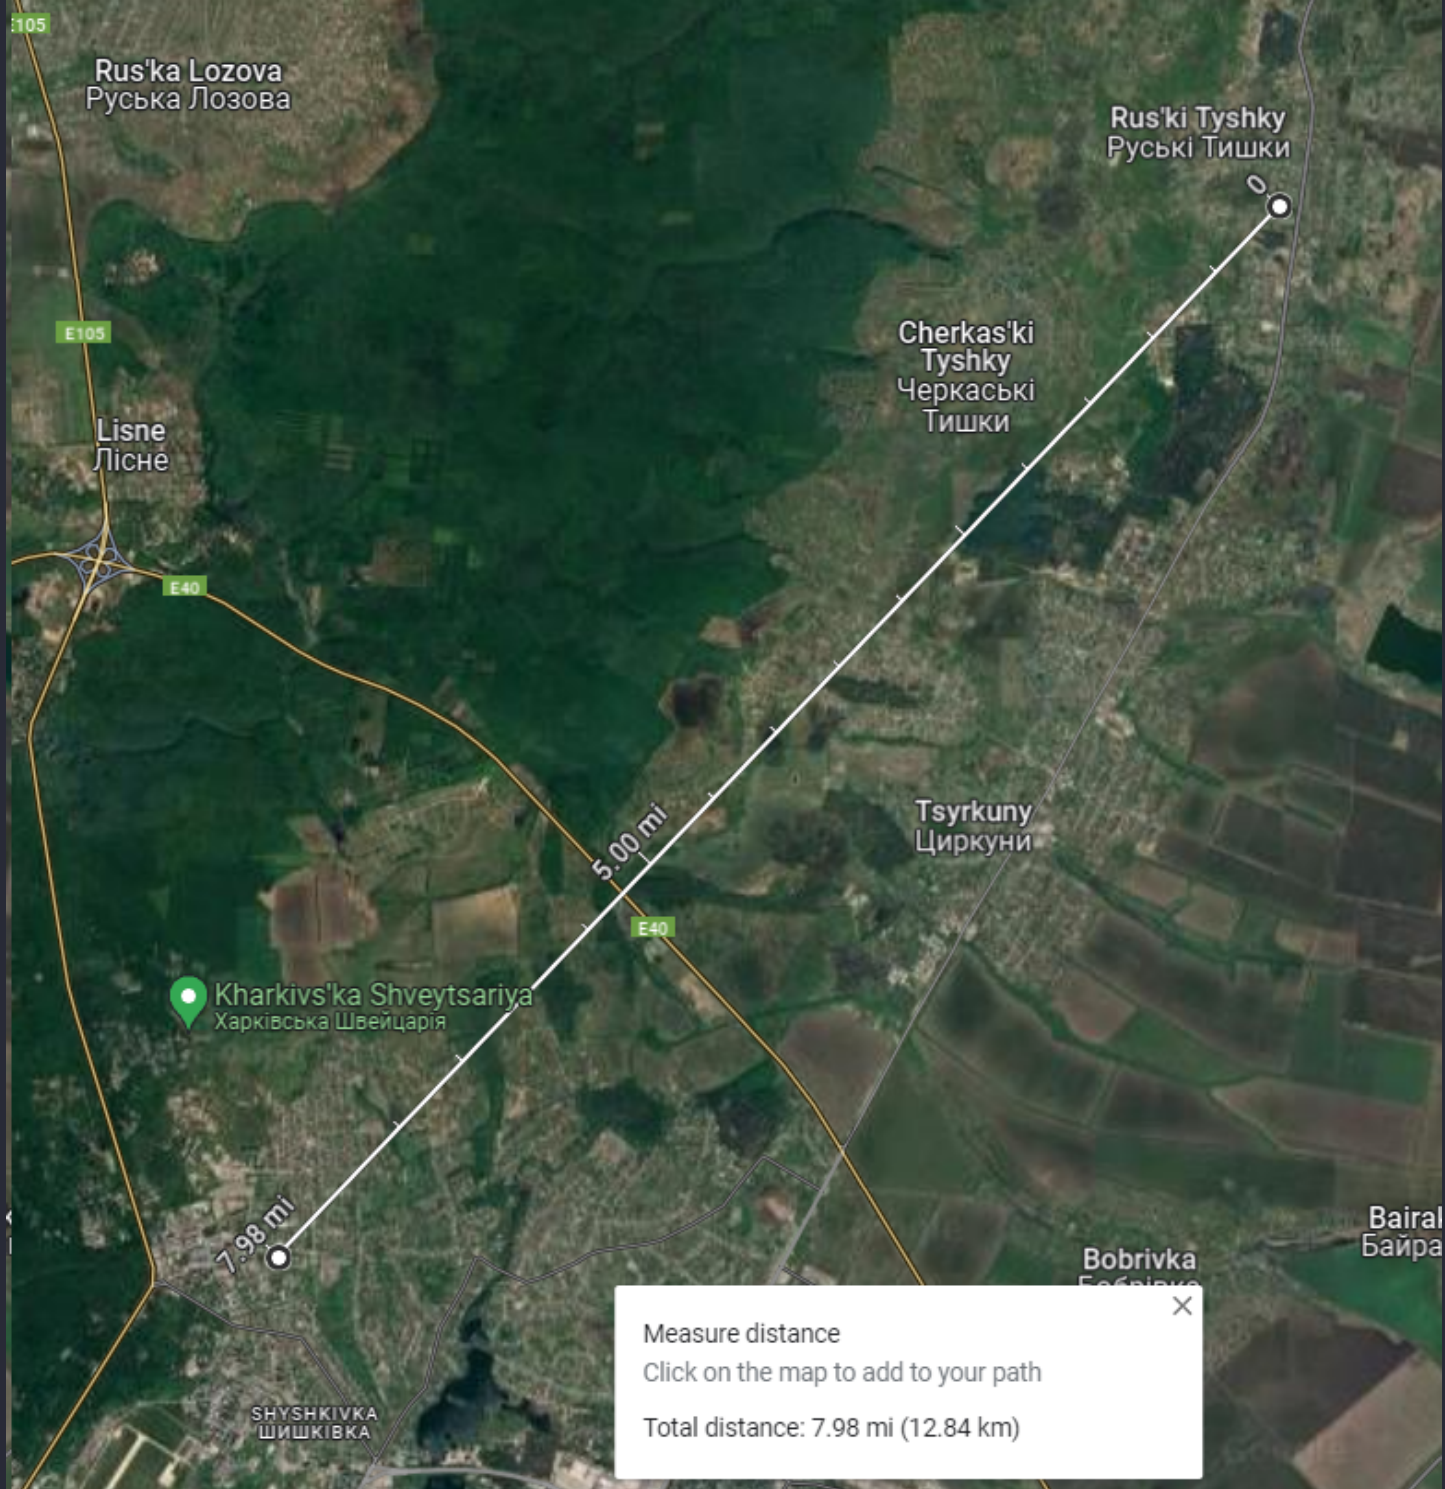 E105
Rus'ka Lozova
Руська Лозова
Rus'ki Tyshky
Руські Тишки
0
E105
Cherkas'ki
Tyshky
Черкаські
Тишки
Lisne
Лісне
E40
5.00 mi
Tsyrkuny
Циркуни
E40
Kharkivs'ka Shveytsariya
Харківська Швейцарія
7.98 mi
Bairak
Байра
Bobrivka
Бобрівка
Measure distance
Click on the map to add to your path
Total distance: 7.98 mi (12.84 km)
SHYSHKIVKA
ШИШКІВКА